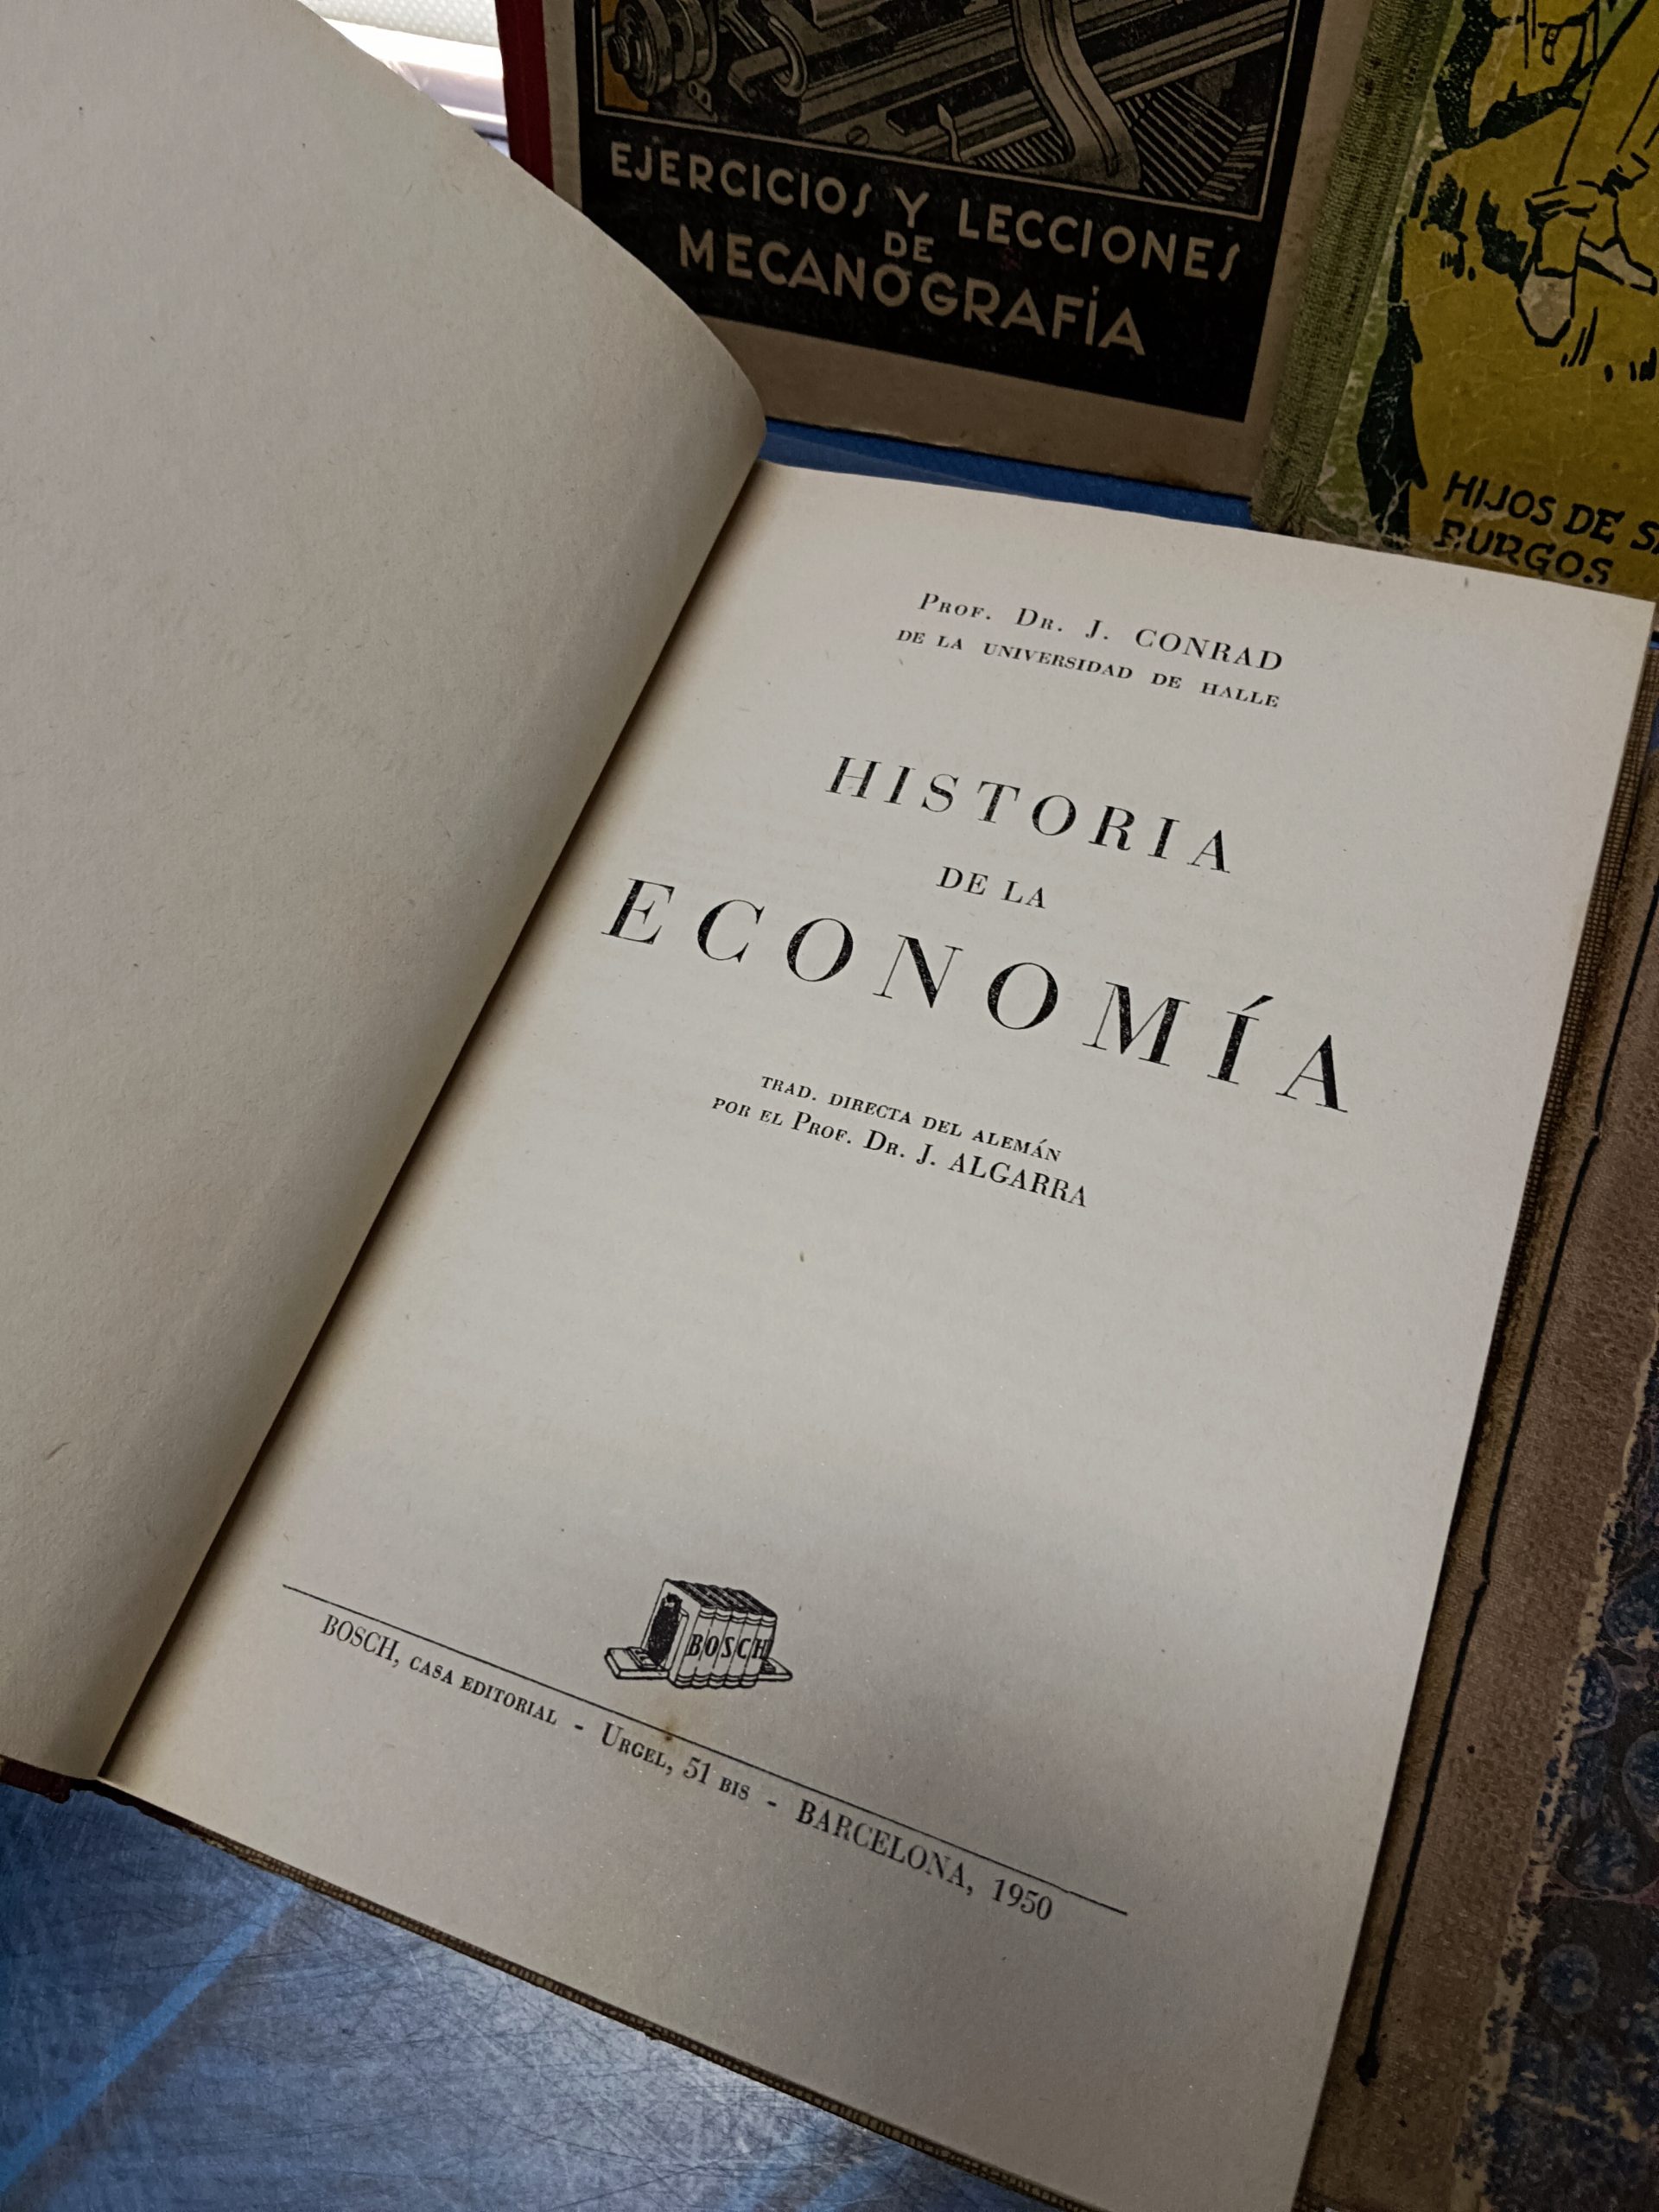 EJERCICIOS Y LECCIONES
DE
MECANOGRAFÍA
HIJOS DE
BURGOS
Prof. Dr. J. CONRAD
DE LA UNIVERSIDAD DE HALLE
HISTORIA
DE LA
ECONOMÍA
TRAD. DIRECTA DEL ALEMÁN
POR EL Prof. Dr. J. ALGARRA
BOSCH
BOSCH, CASA EDITORIAL - Urgel, 51 BIS - BARCELONA, 1950